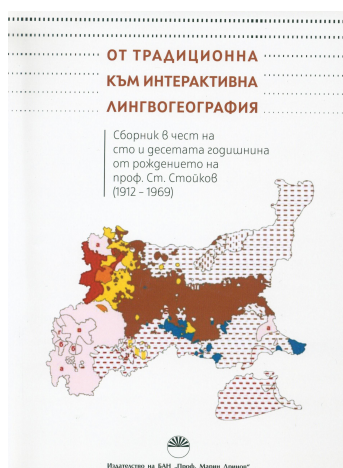 ОТ ТРАДИЦИОННА
КЪМ ИНТЕРАКТИВНА
ЛИНГВОГЕОГРАФИЯ
Сборник в чест на
сто и десетата годишнина
от рождението на
проф. Ст. Стойков
(1912 – 1969)
Издателство на БАН „Проф. Марин Дринов“